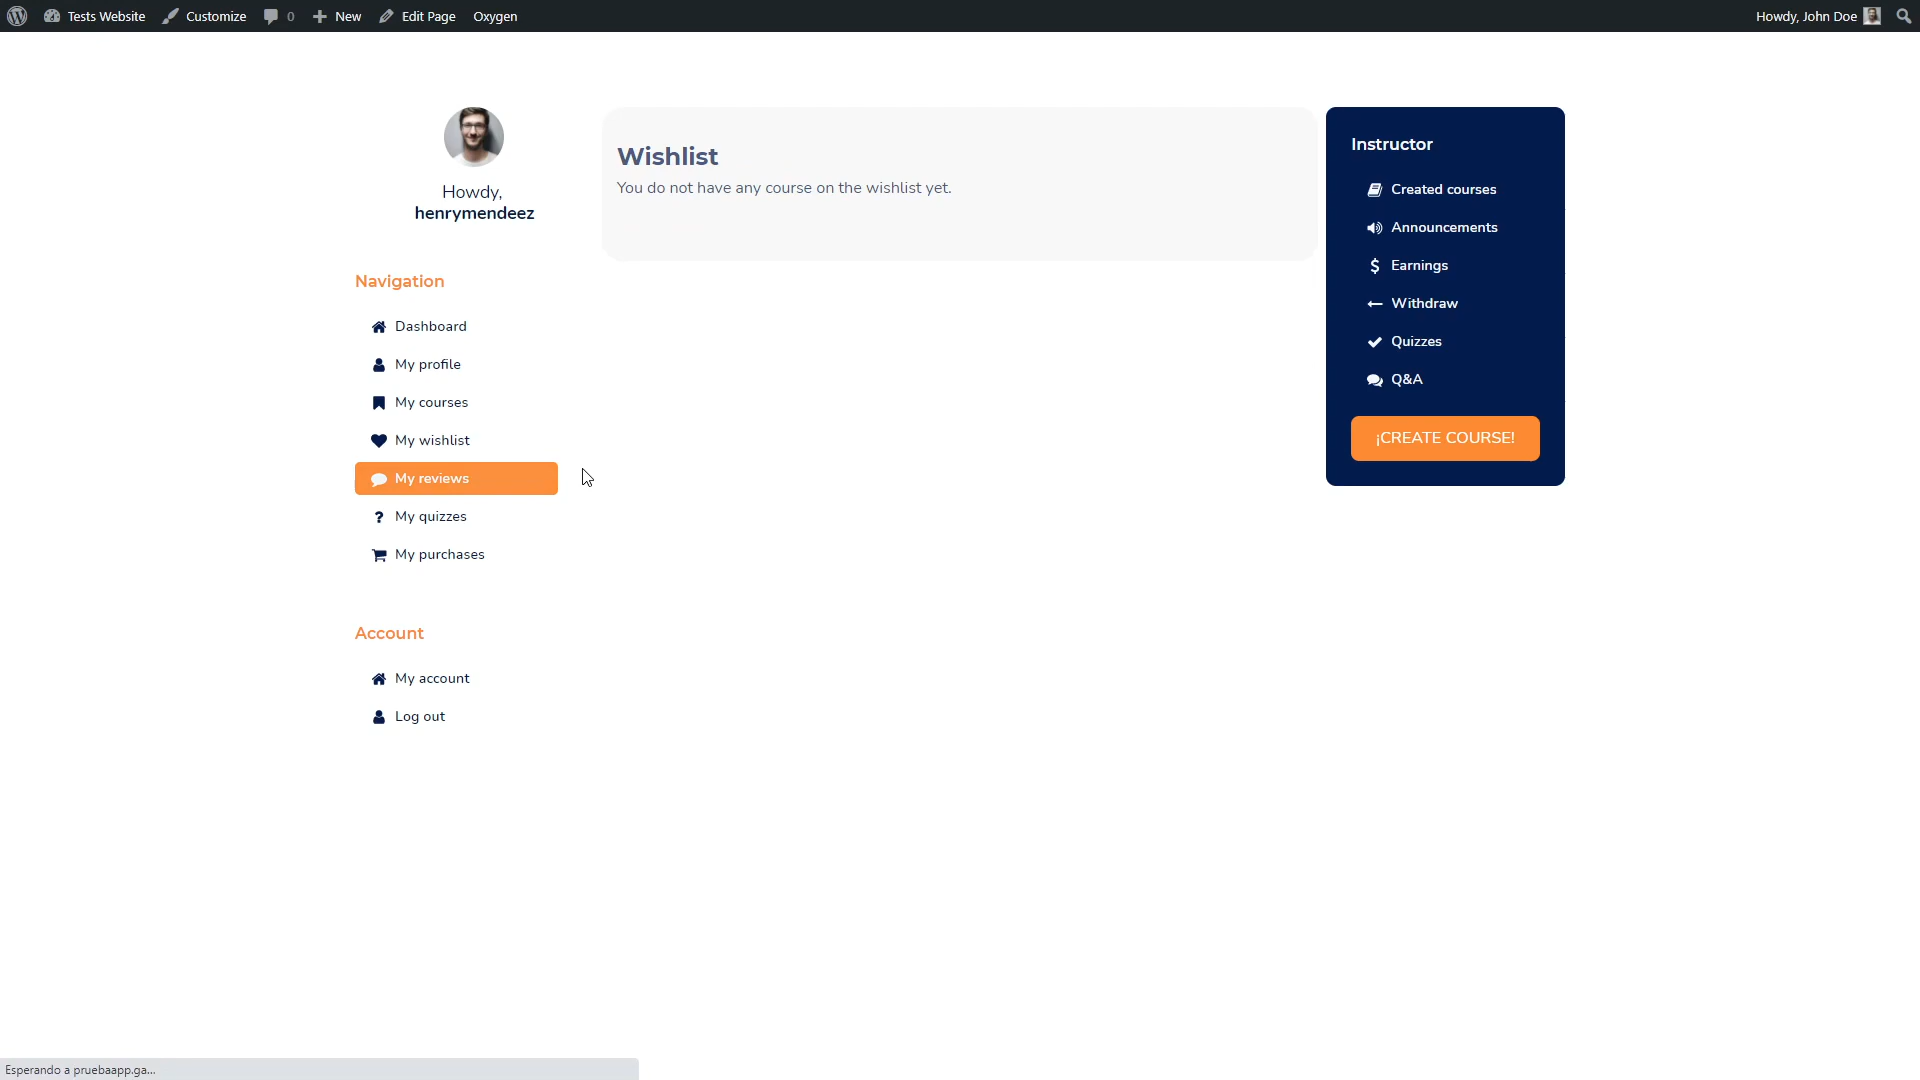 Tests Website Customize 0 New Edit Page Oxygen Howdy, John Doe
Howdy,
henrymendeez
Navigation
Dashboard
My profile
My courses
My wishlist
My reviews
? My quizzes
My purchases
Account
My account
Log out
Wishlist
You do not have any course on the wishlist yet.
Instructor
Created courses
Announcements
$ Earnings
Withdraw
Quizzes
Q&A
¡CREATE COURSE!
Esperando a pruebaapp.ga...